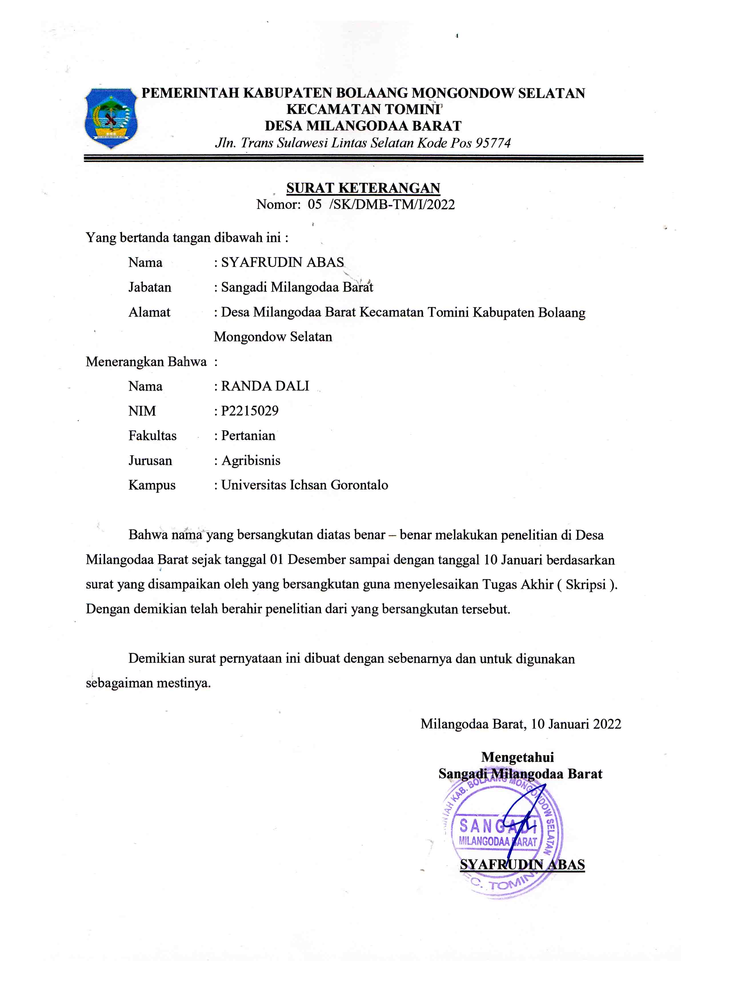 PEMERINTAH KABUPATEN BOLAANG MONGONDOW SELATAN
KECAMATAN TOMINI
DESA MILANGODAA BARAT
Jln. Trans Sulawesi Lintas Selatan Kode Pos 95774
SURAT KETERANGAN
Nomor: 05 /SK/DMB-TM/I/2022
Yang bertanda tangan dibawah ini :
Nama : SYAFRUDIN ABAS
Jabatan : Sangadi Milangodaa Barat
Alamat : Desa Milangodaa Barat Kecamatan Tomini Kabupaten Bolaang
Mongondow Selatan
Menerangkan Bahwa :
Nama : RANDA DALI
NIM : P2215029
Fakultas : Pertanian
Jurusan : Agribisnis
Kampus : Universitas Ichsan Gorontalo
Bahwa nama yang bersangkutan diatas benar – benar melakukan penelitian di Desa
Milangodaa Barat sejak tanggal 01 Desember sampai dengan tanggal 10 Januari berdasarkan
surat yang disampaikan oleh yang bersangkutan guna menyelesaikan Tugas Akhir ( Skripsi ).
Dengan demikian telah berahir penelitian dari yang bersangkutan tersebut.
Demikian surat pernyataan ini dibuat dengan sebenarnya dan untuk digunakan
sebagaiman mestinya.
Milangodaa Barat, 10 Januari 2022
Mengetahui
Sangadi Milangodaa Barat
KAB. BOLAANG MONGONDOW SELATAN
SANGADI
MILANGODAA BARAT
SYAFRUDIN ABAS
TOMINI